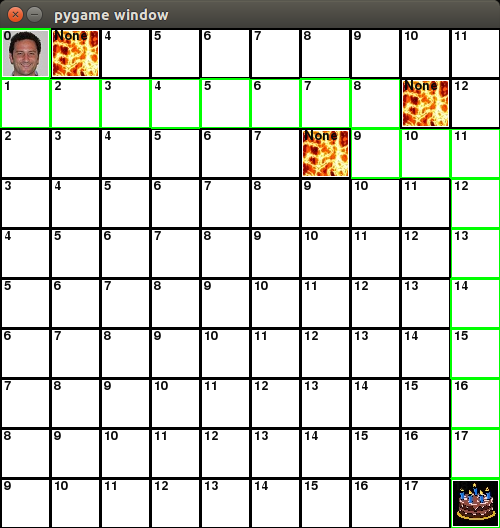 pygame window
0 None 4 5 6 7 8 9 10 11
1 2 3 4 5 6 7 8 None 12
2 3 4 5 6 7 None 9 10 11
3 4 5 6 7 8 9 10 11 12
4 5 6 7 8 9 10 11 12 13
5 6 7 8 9 10 11 12 13 14
6 7 8 9 10 11 12 13 14 15
7 8 9 10 11 12 13 14 15 16
8 9 10 11 12 13 14 15 16 17
9 10 11 12 13 14 15 16 17